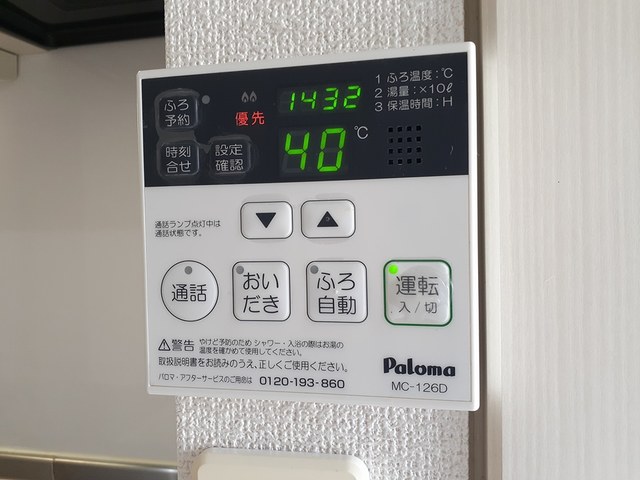 ふろ
予約
優先
1432
1 ふろ温度：℃
2 湯量：×10ℓ
3 保温時間：H
時刻
合せ
設定
確認
40
℃
通話ランプ点灯中は
通話状態です。
▼
▲
通話
おい
だき
ふろ
自動
運転
入／切
警告 やけど予防のため シャワー・入浴の際はお湯の
温度を確かめて使用してください。
取扱説明書をお読みのうえ、正しくご使用ください。
パロマ・アフターサービスのご用命は 0120-193-860
Paloma
MC-126D